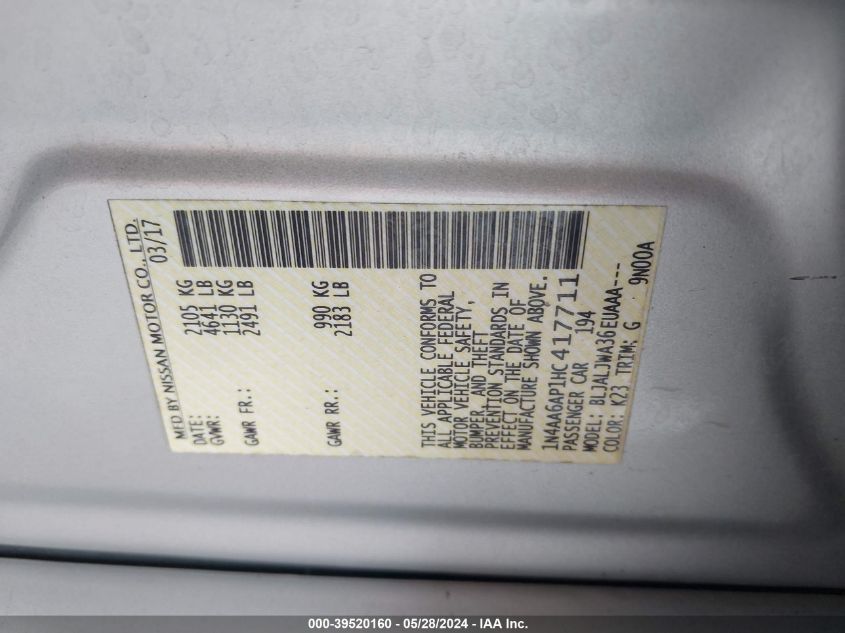 MFD BY NISSAN MOTOR CO., LTD.
DATE: 03/17
GVWR: 2105 KG
4641 LB
GAWR FR.: 1130 KG
2491 LB
GAWR RR.: 990 KG
2183 LB
THIS VEHICLE CONFORMS TO
ALL APPLICABLE FEDERAL
MOTOR VEHICLE SAFETY,
BUMPER, AND THEFT
PREVENTION STANDARDS IN
EFFECT ON THE DATE OF
MANUFACTURE SHOWN ABOVE.
1N4AA6AP1HC417711
PASSENGER CAR 194
MODEL: BLJALJWA36EUAAA---
COLOR: K23 TRIM: G 9N00A
000-39520160 - 05/28/2024 - IAA Inc.